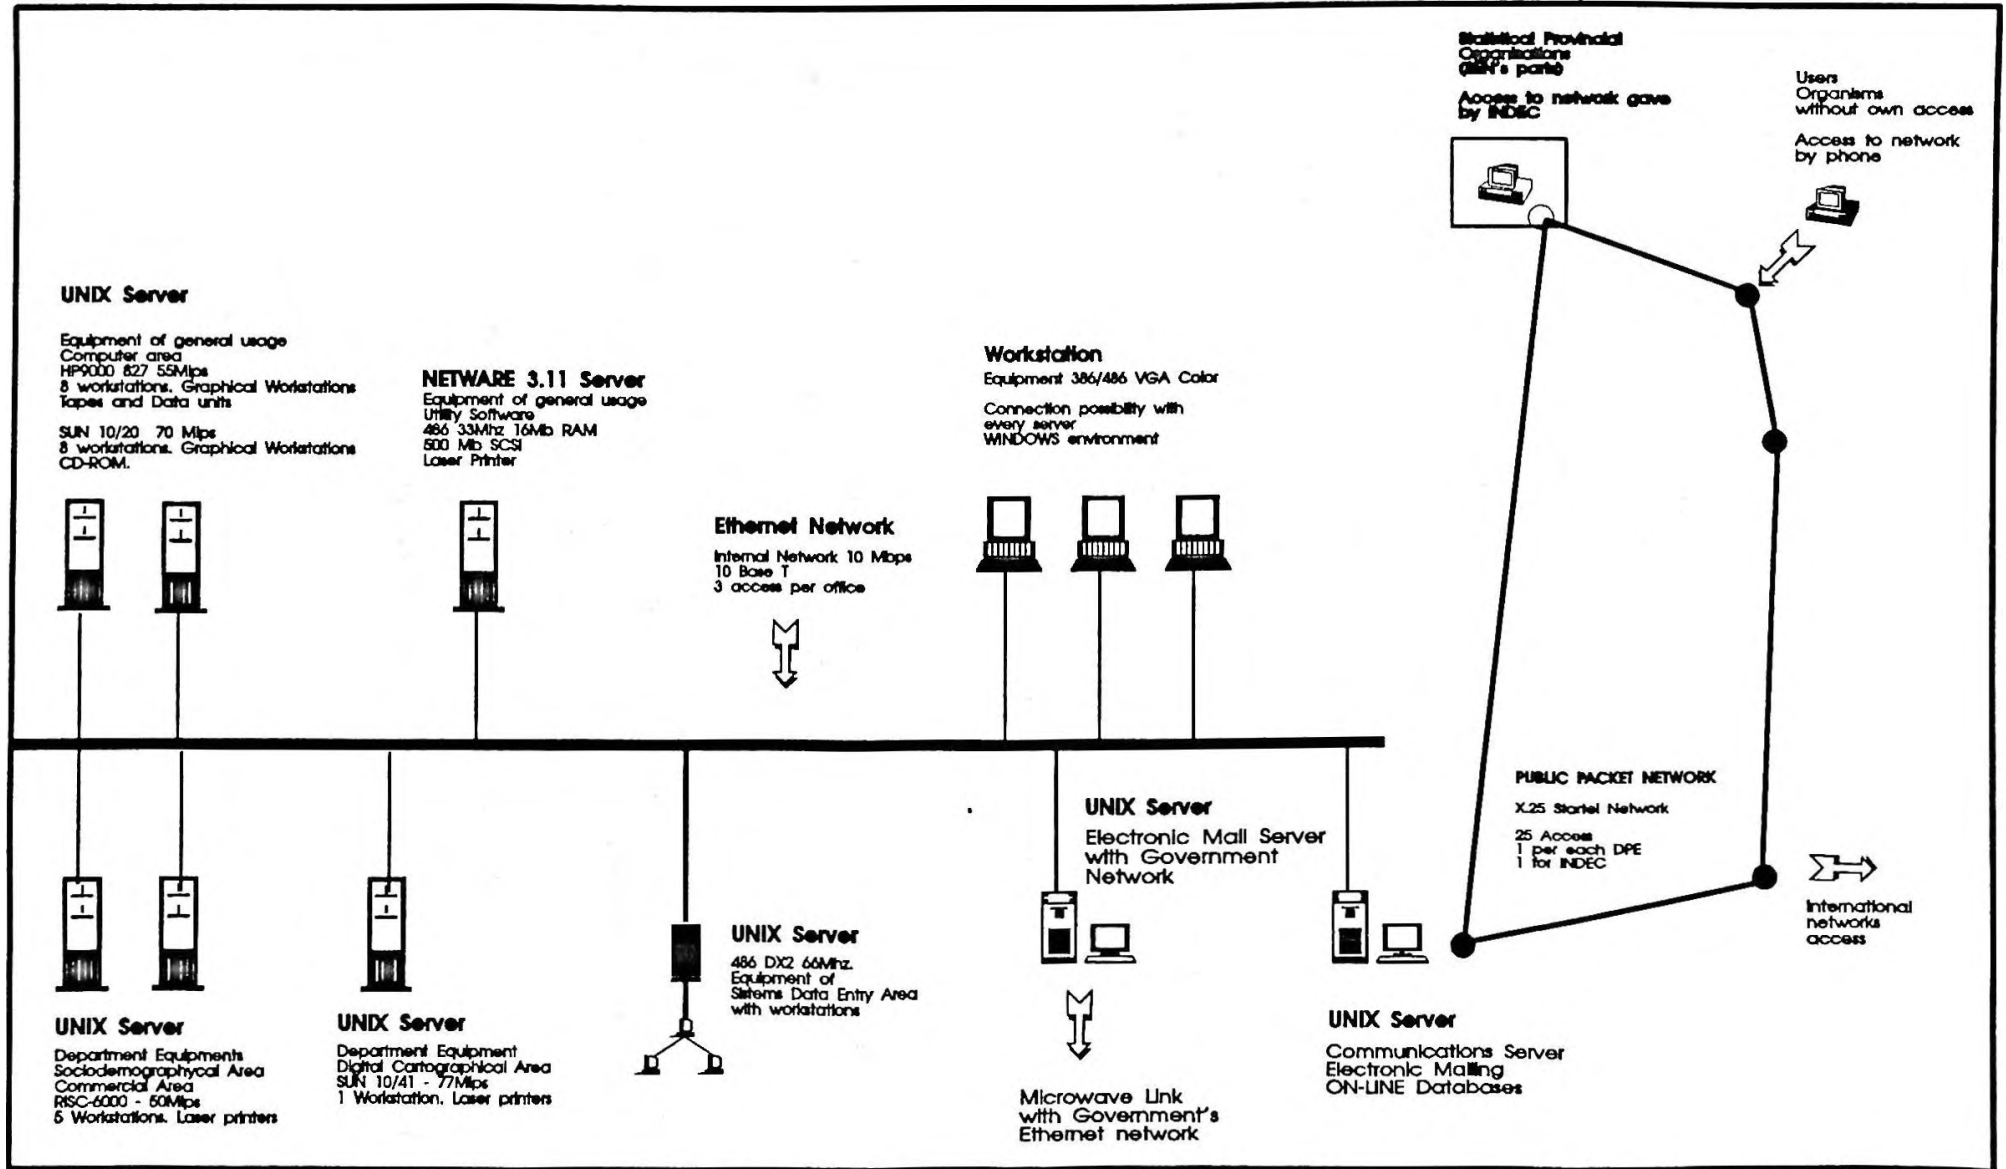 Statistical Provincial
Organisations
(SEN's parts)
Access to network gave
by INDEC
Users
Organisms
without own access
Access to network
by phone
UNIX Server
Equipment of general usage
Computer area
HP9000 827 55Mips
8 workstations. Graphical Workstations
Tapes and Data units
SUN 10/20 70 Mips
8 workstations. Graphical Workstations
CD-ROM.
NETWARE 3.11 Server
Equipment of general usage
Utility Software
486 33Mhz 16Mb RAM
500 Mb SCSI
Laser Printer
Ethernet Network
Internal Network 10 Mbps
10 Base T
3 access per office
Workstation
Equipment 386/486 VGA Color
Connection possibility with
every server
WINDOWS environment
PUBLIC PACKET NETWORK
X.25 Startel Network
25 Access
1 per each DPE
1 for INDEC
International
networks
access
UNIX Server
Department Equipments
Sociodemographycal Area
Commercial Area
RISC-6000 - 50Mips
5 Workstations. Laser printers
UNIX Server
Department Equipment
Digital Cartographical Area
SUN 10/41 - 77Mips
1 Workstation. Laser printers
UNIX Server
486 DX2 66Mhz.
Equipment of
Sistems Data Entry Area
with workstations
UNIX Server
Electronic Mail Server
with Government
Network
Microwave Link
with Government's
Ethernet network
UNIX Server
Communications Server
Electronic Mailing
ON-LINE Databases